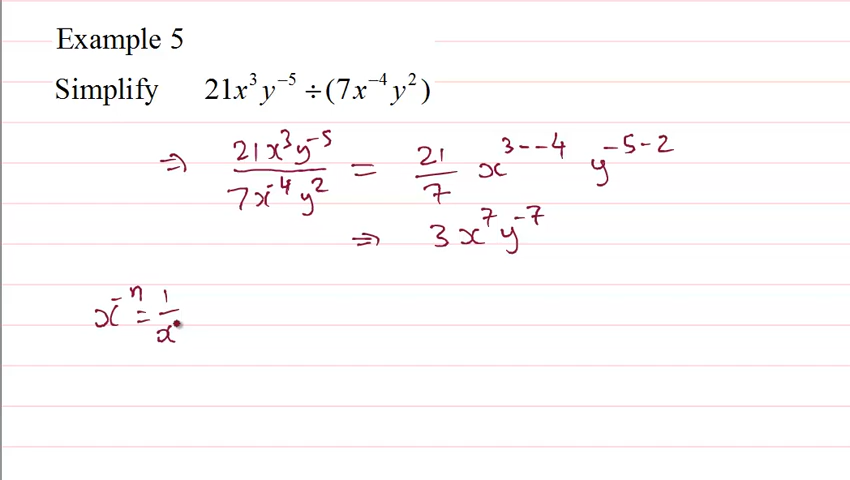 Example 5
Simplify 21x³y⁻⁵ ÷ (7x⁻⁴y²)
⇒ 21x³y⁻⁵ / 7x⁻⁴y² = 21/7 x³⁻⁻⁴ y⁻⁵⁻²
⇒ 3x⁷y⁻⁷
x⁻ⁿ = 1/x